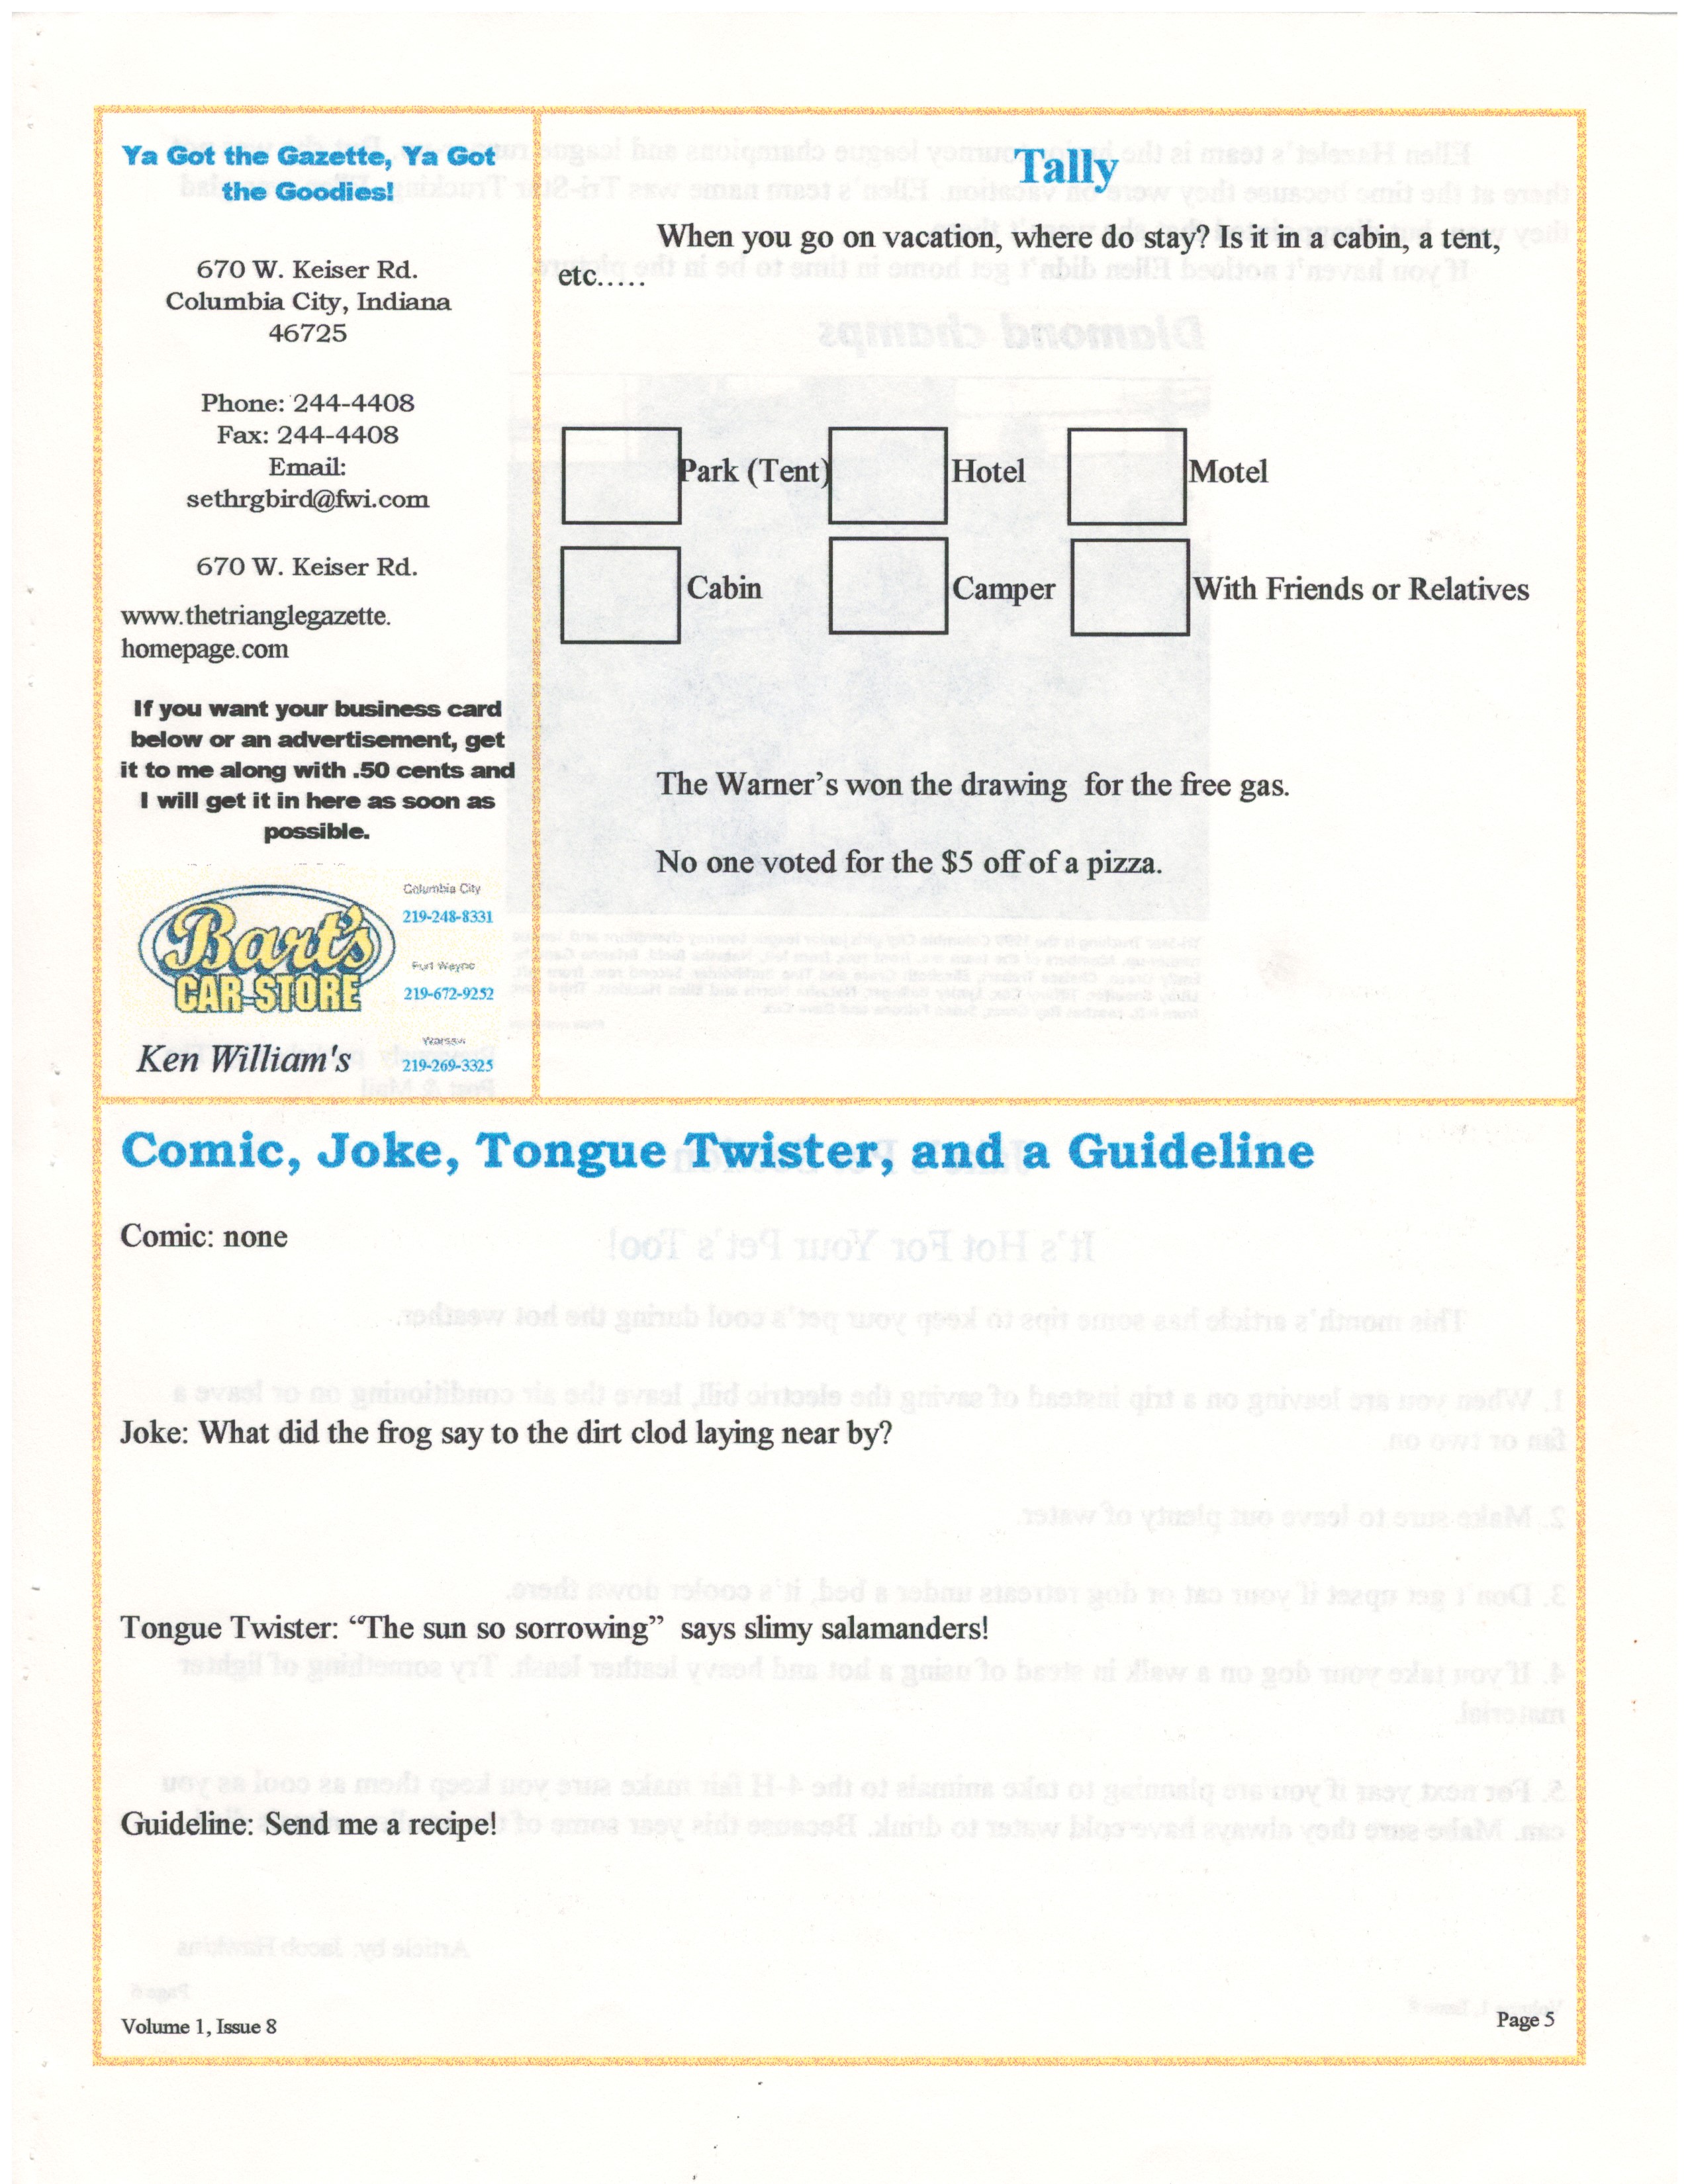 Ya Got the Gazette, Ya Got
the Goodies!
670 W. Keiser Rd.
Columbia City, Indiana
46725
Phone: 244-4408
Fax: 244-4408
Email:
sethrgbird@fwi.com
670 W. Keiser Rd.
www.thetrianglegazette.
homepage.com
If you want your business card
below or an advertisement, get
it to me along with .50 cents and
I will get it in here as soon as
possible.
Bart's
CAR STORE
Ken William's
Columbia City
219-248-8331
Fort Wayne
219-672-9252
Warsaw
219-269-3325
Tally
When you go on vacation, where do stay? Is it in a cabin, a tent,
etc.....
Park (Tent) Hotel Motel
Cabin Camper With Friends or Relatives
The Warner’s won the drawing  for the free gas.
No one voted for the $5 off of a pizza.
Comic, Joke, Tongue Twister, and a Guideline
Comic: none
Joke: What did the frog say to the dirt clod laying near by?
Tongue Twister: “The sun so sorrowing”  says slimy salamanders!
Guideline: Send me a recipe!
Volume 1, Issue 8
Page 5